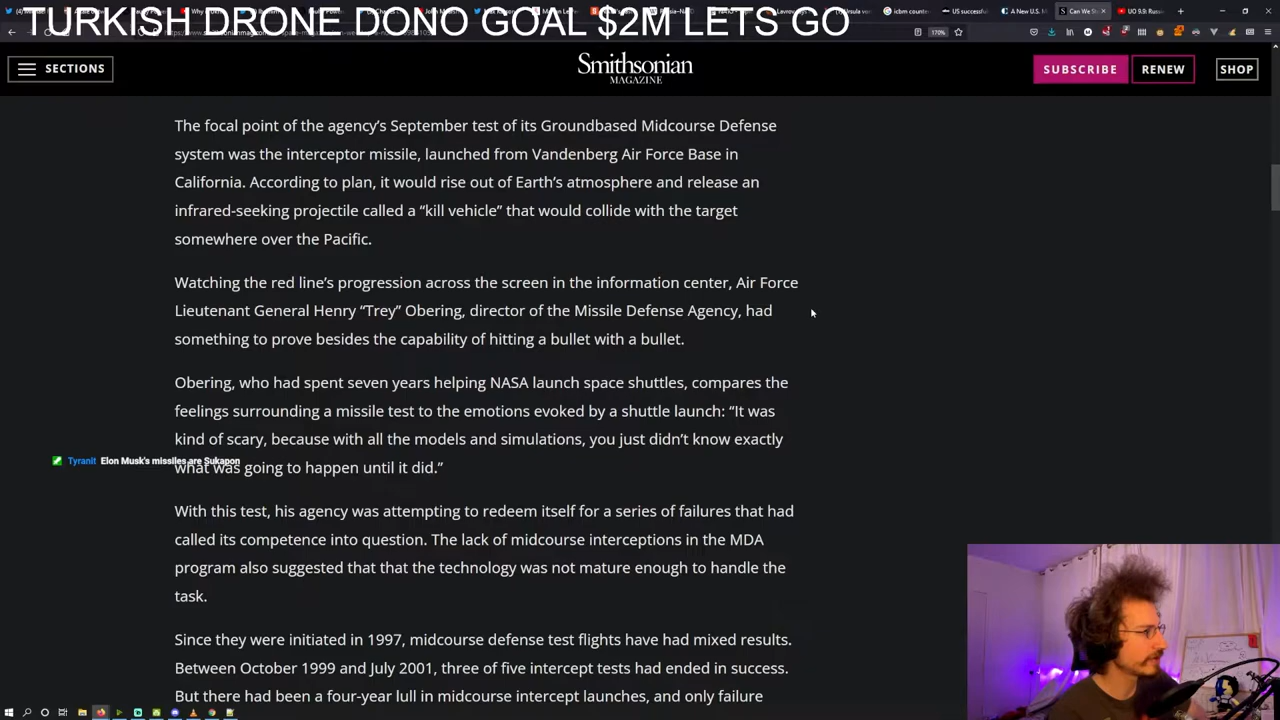 TURKISH DRONE DONO GOAL $2M LETS GO
US successful
A New U.S. M
Can We St
UO 9.9: Russi
170%
SECTIONS
Smithsonian
MAGAZINE
SUBSCRIBE
RENEW
SHOP
The focal point of the agency’s September test of its Groundbased Midcourse Defense
system was the interceptor missile, launched from Vandenberg Air Force Base in
California. According to plan, it would rise out of Earth’s atmosphere and release an
infrared-seeking projectile called a “kill vehicle” that would collide with the target
somewhere over the Pacific.
Watching the red line’s progression across the screen in the information center, Air Force
Lieutenant General Henry “Trey” Obering, director of the Missile Defense Agency, had
something to prove besides the capability of hitting a bullet with a bullet.
Obering, who had spent seven years helping NASA launch space shuttles, compares the
feelings surrounding a missile test to the emotions evoked by a shuttle launch: “It was
kind of scary, because with all the models and simulations, you just didn’t know exactly
Tyranit Elon Musk's missiles are Sukapon
what was going to happen until it did.”
With this test, his agency was attempting to redeem itself for a series of failures that had
called its competence into question. The lack of midcourse interceptions in the MDA
program also suggested that that the technology was not mature enough to handle the
task.
Since they were initiated in 1997, midcourse defense test flights have had mixed results.
Between October 1999 and July 2001, three of five intercept tests had ended in success.
But there had been a four-year lull in midcourse intercept launches, and only failure